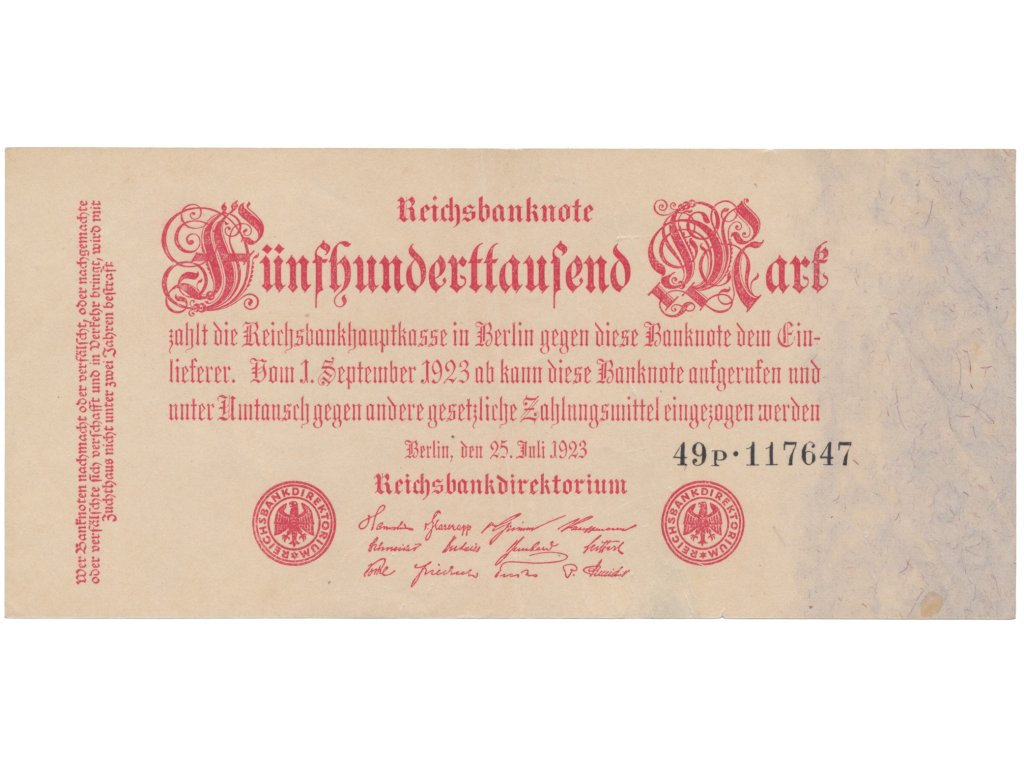 Reichsbanknote
Fünfhunderttausend Mark
zahlt die Reichsbankhauptkasse in Berlin gegen diese Banknote dem Ein-
lieferer. Vom 1. September 1923 ab kann diese Banknote aufgerufen und
unter Umtausch gegen andere gesetzliche Zahlungsmittel eingezogen werden
Berlin, den 25. Juli 1923
49P·117647
Reichsbankdirektorium
REICHSBANKDIREKTORIUM
REICHSBANKDIREKTORIUM
Wer Banknoten nachmacht oder verfälscht, oder nachgemachte
oder verfälschte sich verschafft und in Verkehr bringt, wird mit
Zuchthaus nicht unter zwei Jahren bestraft